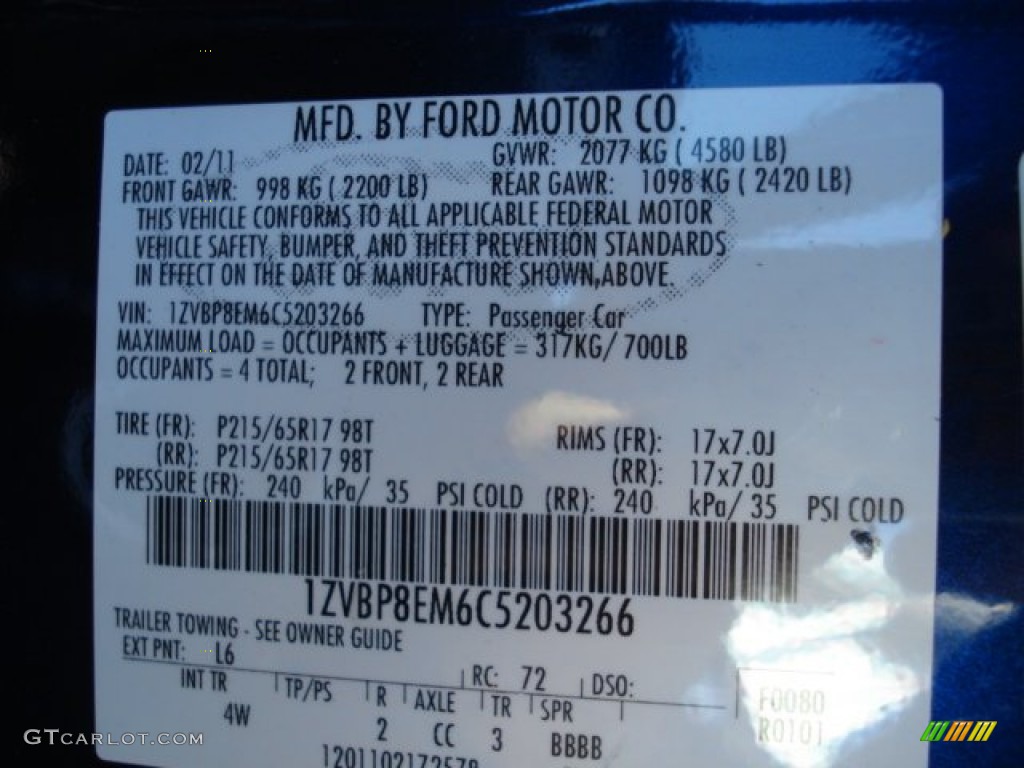 MFD. BY FORD MOTOR CO.
DATE: 02/11 GVWR: 2077 KG ( 4580 LB)
FRONT GAWR: 998 KG ( 2200 LB) REAR GAWR: 1098 KG ( 2420 LB)
THIS VEHICLE CONFORMS TO ALL APPLICABLE FEDERAL MOTOR
VEHICLE SAFETY, BUMPER, AND THEFT PREVENTION STANDARDS
IN EFFECT ON THE DATE OF MANUFACTURE SHOWN ABOVE.
VIN: 1ZVBP8EM6C5203266 TYPE: Passenger Car
MAXIMUM LOAD = OCCUPANTS + LUGGAGE = 317KG/ 700LB
OCCUPANTS = 4 TOTAL; 2 FRONT, 2 REAR
TIRE (FR): P215/65R17 98T RIMS (FR): 17x7.0J
(RR): P215/65R17 98T (RR): 17x7.0J
PRESSURE (FR): 240 kPa/ 35 PSI COLD (RR): 240 kPa/ 35 PSI COLD
1ZVBP8EM6C5203266
TRAILER TOWING - SEE OWNER GUIDE
EXT PNT: L6 RC: 72 DSO:
INT TR TP/PS R AXLE TR SPR F0080
4W 2 CC 3 BBBB R0101
GTCARLOT.COM